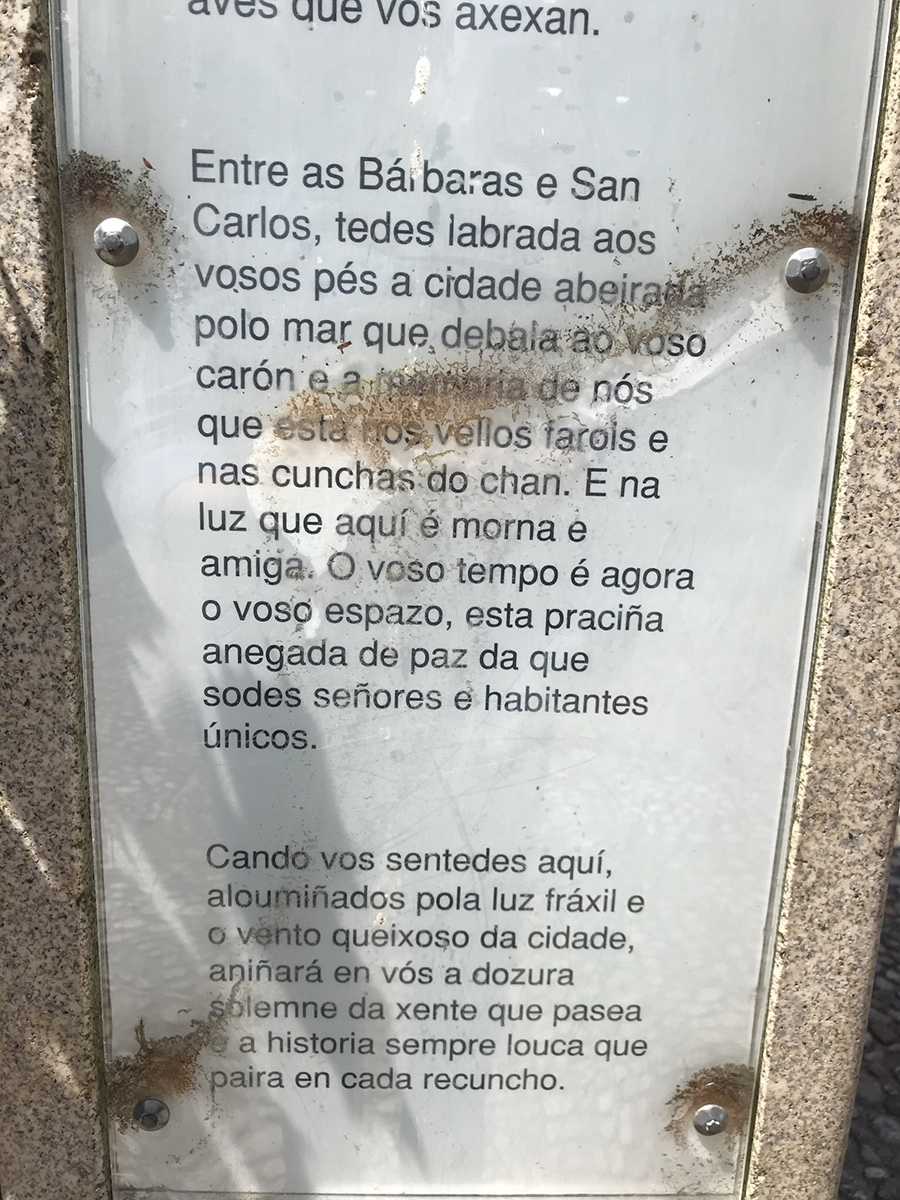 aves que vos axexan.
Entre as Bárbaras e San
Carlos, tedes labrada aos
vosos pés a cidade abeirada
polo mar que debala ao voso
carón e a memoria de nós
que está nos vellos farois e
nas cunchas do chan. E na
luz que aquí é morna e
amiga. O voso tempo é agora
o voso espazo, esta praciña
anegada de paz da que
sodes señores e habitantes
únicos.
Cando vos sentedes aquí,
aloumiñados pola luz fráxil e
o vento queixoso da cidade,
aniñará en vós a dozura
solemne da xente que pasea
e a historia sempre louca que
paira en cada recuncho.